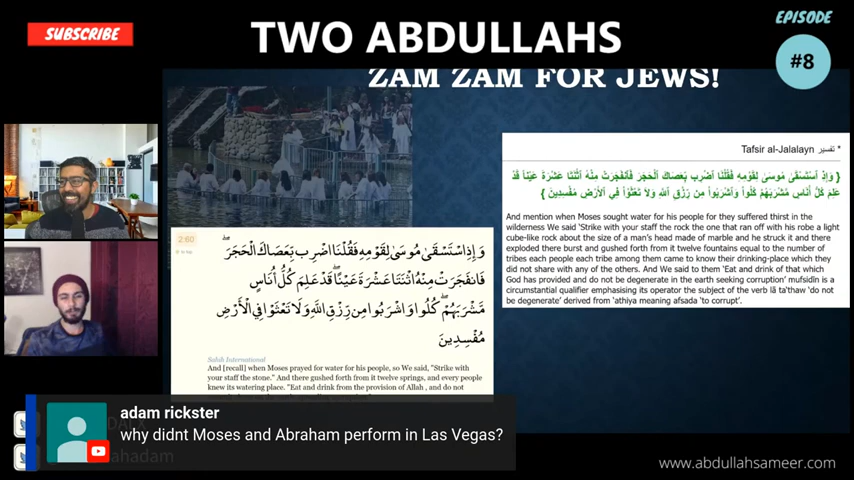 SUBSCRIBE
TWO ABDULLAHS
EPISODE
#8
ZAM ZAM FOR JEWS!
* تفسير Tafsir al-Jalalayn
{ وَإِذِ ٱسْتَسْقَىٰ مُوسَىٰ لِقَوْمِهِ فَقُلْنَا ٱضْرِب بِّعَصَاكَ ٱلْحَجَرَ فَٱنفَجَرَتْ مِنْهُ ٱثْنَتَا عَشْرَةَ عَيْناً قَدْ
عَلِمَ كُلُّ أُنَاسٍ مَّشْرَبَهُمْ كُلُواْ وَٱشْرَبُواْ مِن رِّزْقِ ٱللَّهِ وَلاَ تَعْثَوْاْ فِي ٱلأَرْضِ مُفْسِدِينَ }
And mention when Moses sought water for his people for they suffered thirst in the
wilderness We said 'Strike with your staff the rock the one that ran off with his robe a light
cube-like rock about the size of a man's head made of marble and he struck it and there
exploded there burst and gushed forth from it twelve fountains equal to the number of
tribes each people each tribe among them came to know their drinking-place which they
did not share with any of the others. And We said to them 'Eat and drink of that which
God has provided and do not be degenerate in the earth seeking corruption' mufsidīn is a
circumstantial qualifier emphasising its operator the subject of the verb lā ta'thaw 'do not
be degenerate' derived from 'athiya meaning afsada 'to corrupt'.
2:60
وَإِذِ ٱسْتَسْقَىٰ مُوسَىٰ لِقَوْمِهِۦ فَقُلْنَا ٱضْرِب بِّعَصَاكَ ٱلْحَجَرَ ۖ
فَٱنفَجَرَتْ مِنْهُ ٱثْنَتَا عَشْرَةَ عَيْنًا ۖ قَدْ عَلِمَ كُلُّ أُنَاسٍ
مَّشْرَبَهُمْ ۖ كُلُوا۟ وَٱشْرَبُوا۟ مِن رِّزْقِ ٱللَّهِ وَلَا تَعْثَوْا۟ فِى ٱلْأَرْضِ
مُفْسِدِينَ
Sahih International
And [recall] when Moses prayed for water for his people, so We said, "Strike with
your staff the stone." And there gushed forth from it twelve springs, and every people
knew its watering place. "Eat and drink from the provision of Allah , and do not
adam rickster
why didnt Moses and Abraham perform in Las Vegas?
www.abdullahsameer.com